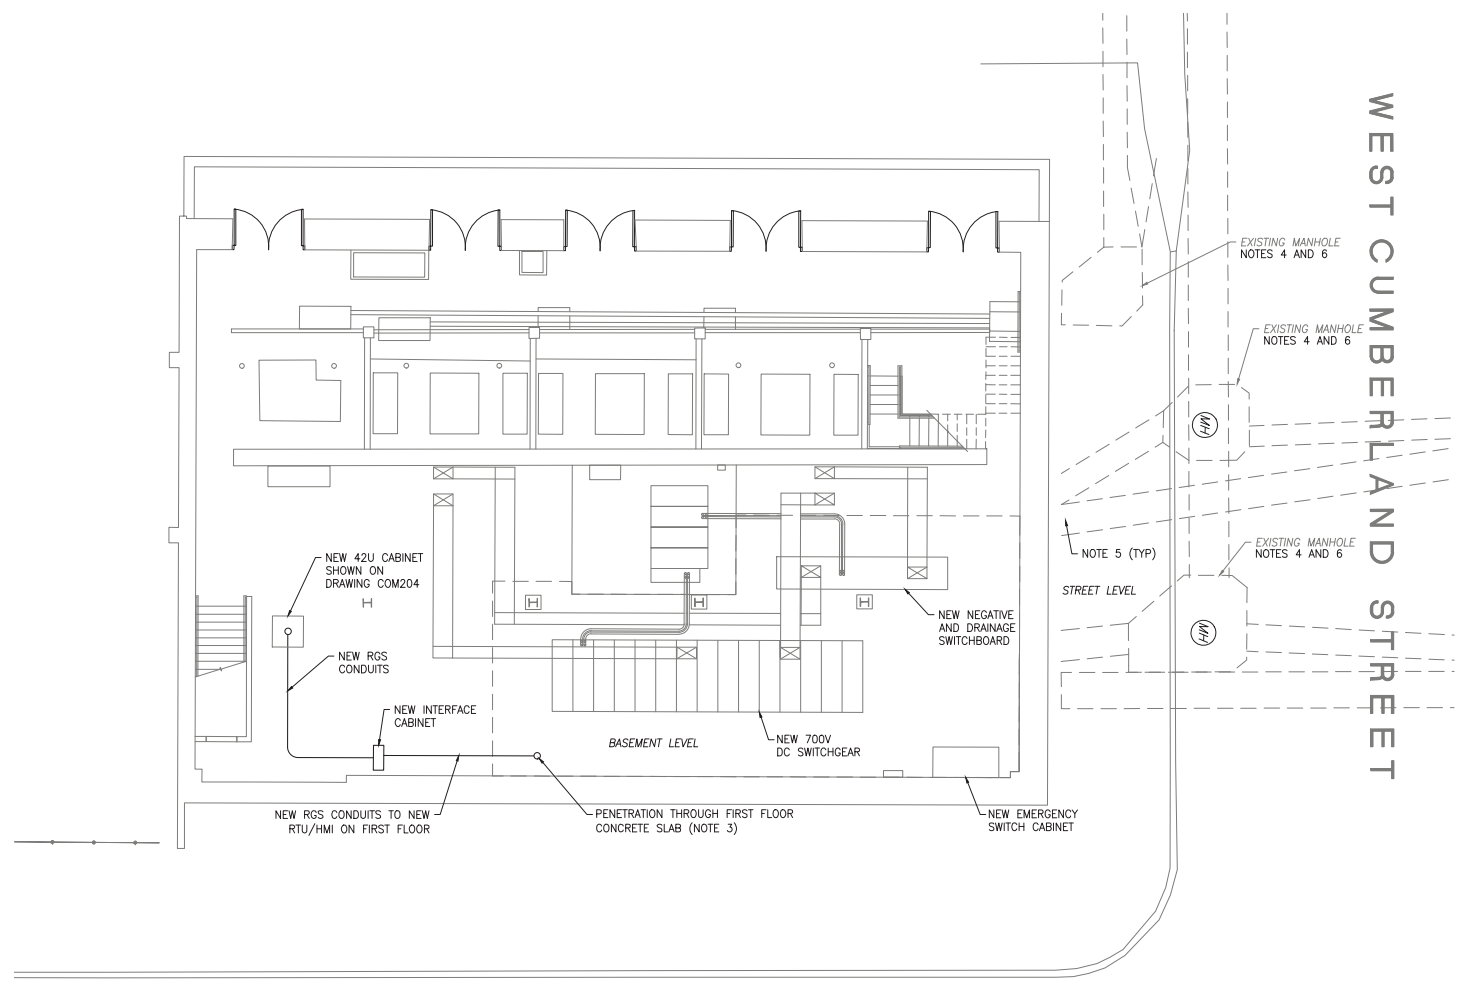 WEST CUMBERLAND STREET
EXISTING MANHOLE
NOTES 4 AND 6
EXISTING MANHOLE
NOTES 4 AND 6
MH
EXISTING MANHOLE
NOTES 4 AND 6
NOTE 5 (TYP)
STREET LEVEL
MH
NEW 42U CABINET
SHOWN ON
DRAWING COM204
NEW NEGATIVE
AND DRAINAGE
SWITCHBOARD
NEW RGS
CONDUITS
NEW INTERFACE
CABINET
BASEMENT LEVEL
NEW 700V
DC SWITCHGEAR
NEW RGS CONDUITS TO NEW
RTU/HMI ON FIRST FLOOR
PENETRATION THROUGH FIRST FLOOR
CONCRETE SLAB (NOTE 3)
NEW EMERGENCY
SWITCH CABINET